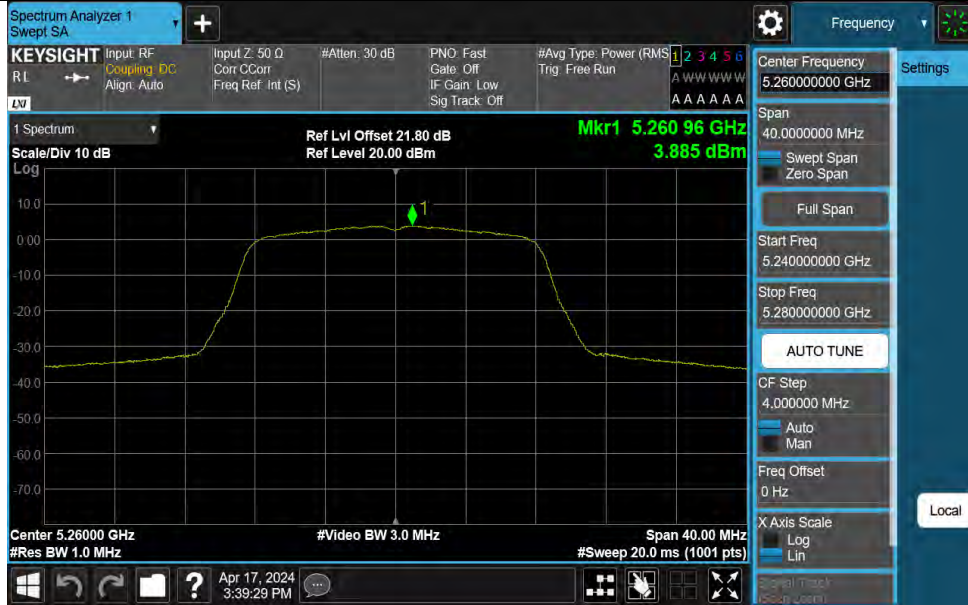 Spectrum Analyzer 1
Swept SA
Frequency
KEYSIGHT
RL
LXI
Input: RF
Coupling: DC
Align: Auto
Input Z: 50 Ω
Corr CCorr
Freq Ref: Int (S)
#Atten: 30 dB
PNO: Fast
Gate: Off
IF Gain: Low
Sig Track: Off
#Avg Type: Power (RMS
Trig: Free Run
1 2 3 4 5 6
A W W W W W
A A A A A A
1 Spectrum
Scale/Div 10 dB
Ref Lvl Offset 21.80 dB
Ref Level 20.00 dBm
Mkr1 5.260 96 GHz
3.885 dBm
Log
10.0
0.00
-10.0
-20.0
-30.0
-40.0
-50.0
-60.0
-70.0
1
Center 5.26000 GHz
#Res BW 1.0 MHz
#Video BW 3.0 MHz
Span 40.00 MHz
#Sweep 20.0 ms (1001 pts)
Center Frequency
5.260000000 GHz
Span
40.0000000 MHz
Swept Span
Zero Span
Full Span
Start Freq
5.240000000 GHz
Stop Freq
5.280000000 GHz
AUTO TUNE
CF Step
4.000000 MHz
Auto
Man
Freq Offset
0 Hz
X Axis Scale
Log
Lin
Signal Track
(Span Zoom)
Settings
Local
?
Apr 17, 2024
3:39:29 PM